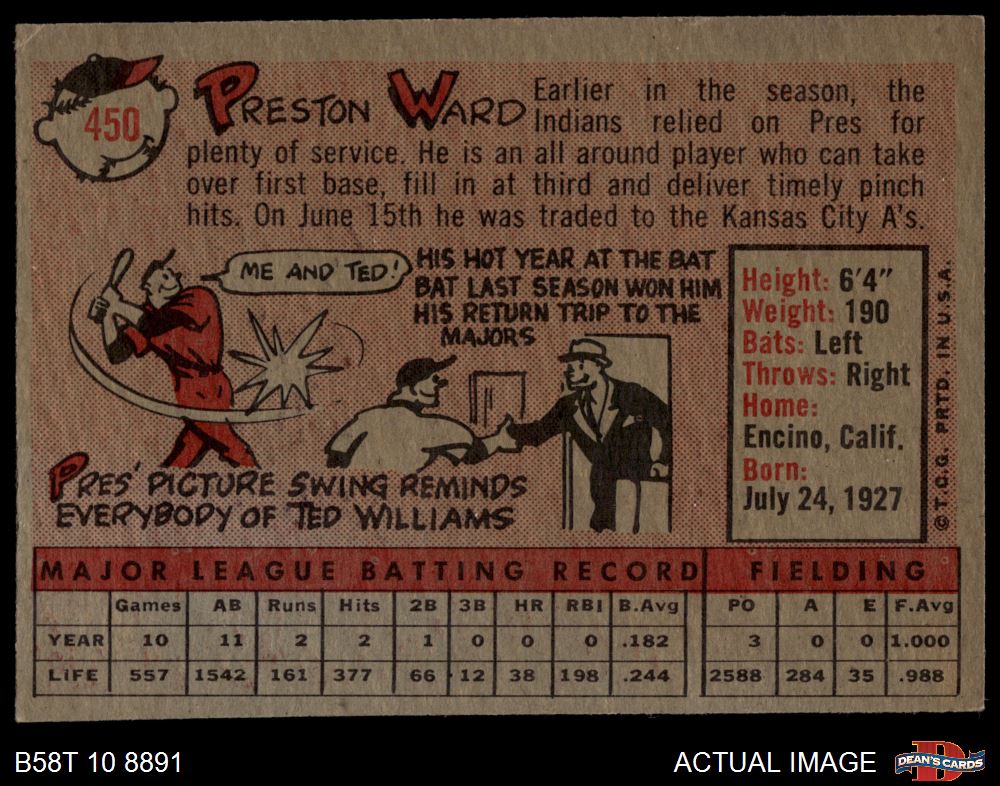 450
PRESTON WARD
Earlier in the season, the
Indians relied on Pres for
plenty of service. He is an all around player who can take
over first base, fill in at third and deliver timely pinch
hits. On June 15th he was traded to the Kansas City A's.
ME AND TED!
HIS HOT YEAR AT THE BAT
BAT LAST SEASON WON HIM
HIS RETURN TRIP TO THE
MAJORS
PRES' PICTURE SWING REMINDS
EVERYBODY OF TED WILLIAMS
Height: 6'4"
Weight: 190
Bats: Left
Throws: Right
Home:
Encino, Calif.
Born:
July 24, 1927
©T.C.G. PRTD. IN U.S.A.
MAJOR LEAGUE BATTING RECORD FIELDING
Games AB Runs Hits 2B 3B HR RBI B.Avg PO A E F.Avg
YEAR 10 11 2 2 1 0 0 0 .182 3 0 0 1.000
LIFE 557 1542 161 377 66 12 38 198 .244 2588 284 35 .988
B58T 10 8891 ACTUAL IMAGE
D
DEAN'S CARDS